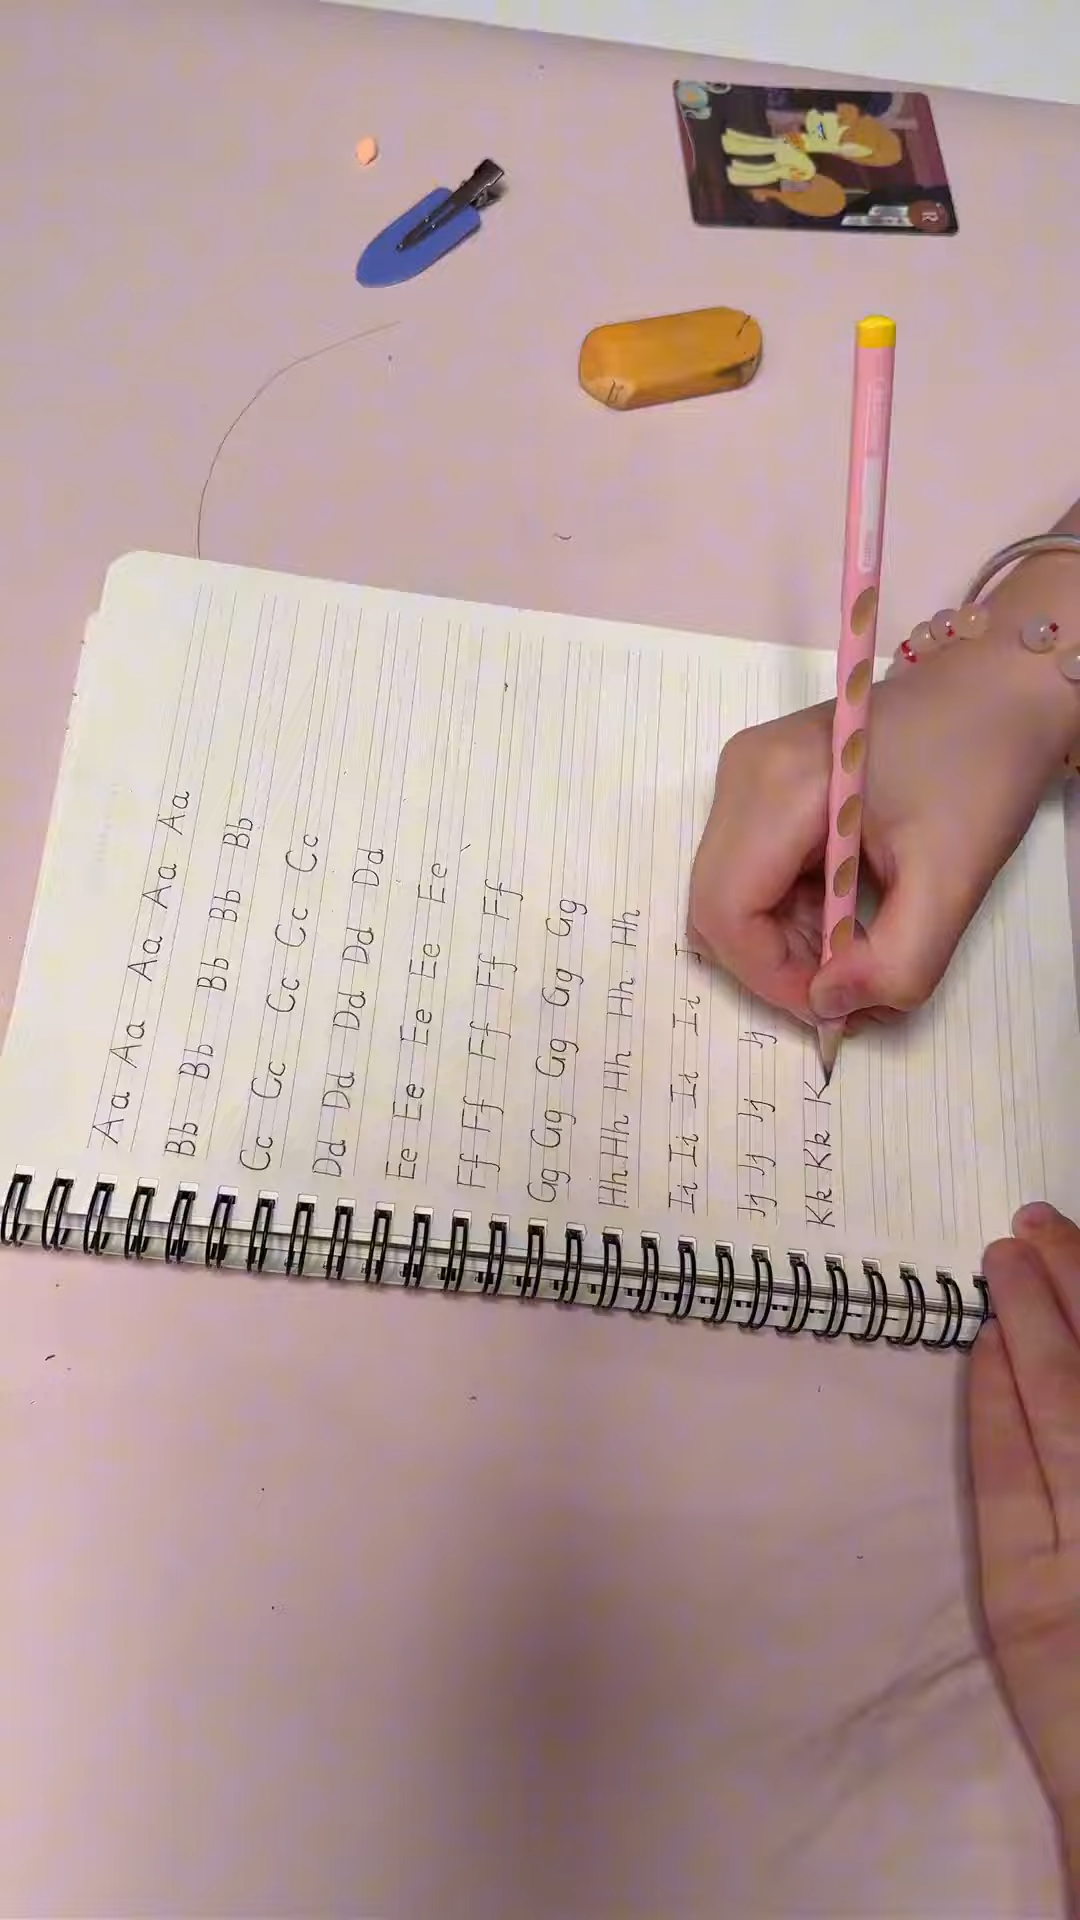 Aa Aa Aa Aa Aa
Bb Bb Bb Bb Bb
Cc Cc Cc Cc Cc
Dd Dd Dd Dd Dd
Ee Ee Ee Ee Ee
Ff Ff Ff Ff Ff
Gg Gg Gg Gg Gg
Hh Hh Hh Hh Hh
Ii Ii Ii Ii I
Jj Jj Jj Jj
Kk Kk K
R